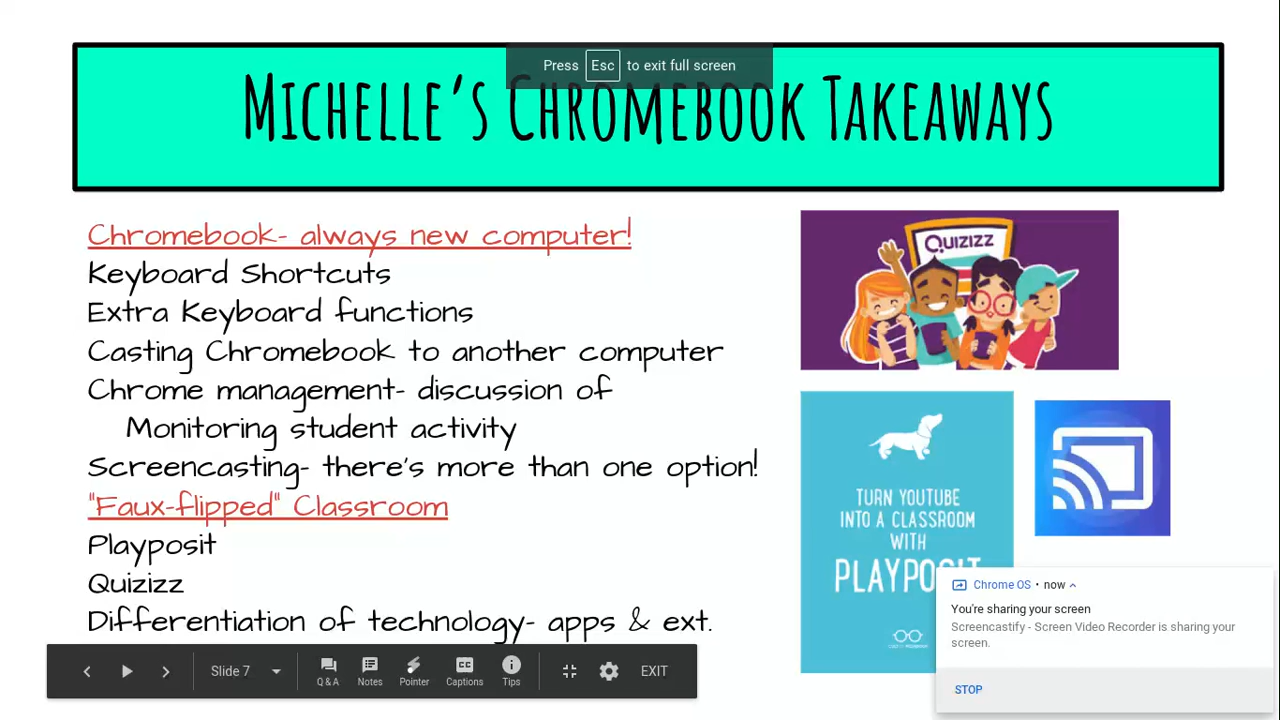 Press Esc to exit full screen
Michelle's Chromebook Takeaways
Chromebook- always new computer!
Keyboard Shortcuts
Extra Keyboard functions
Casting Chromebook to another computer
Chrome management- discussion of
Monitoring student activity
Screencasting- there's more than one option!
"Faux-flipped" Classroom
Playposit
Quizizz
Differentiation of technology- apps & ext.
QUIZIZZ
TURN YOUTUBE
INTO A CLASSROOM
WITH
PLAYPOSIT
Chrome OS • now
You're sharing your screen
Screencastify - Screen Video Recorder is sharing your
screen.
STOP
Slide 7
Q & A
Notes
Pointer
CC
Captions
Tips
EXIT